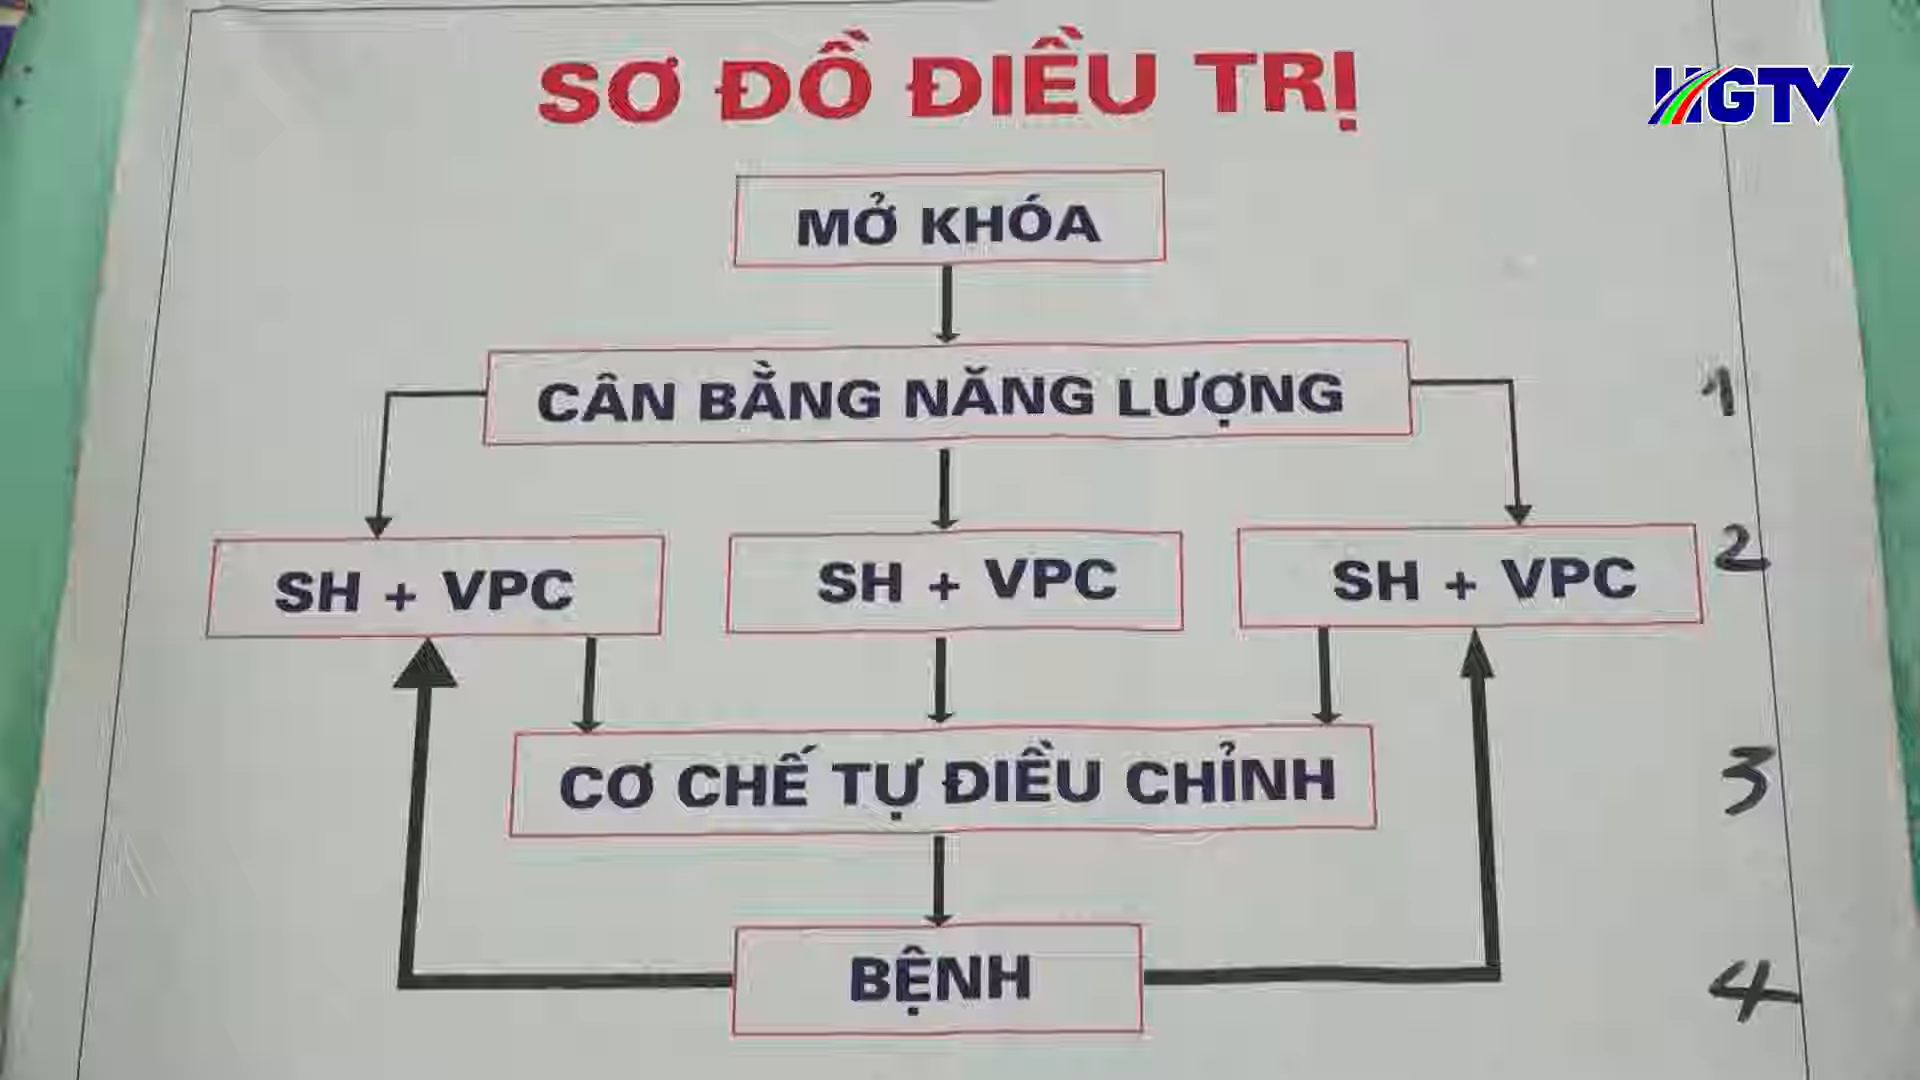 SƠ ĐỒ ĐIỀU TRỊ
HGTV
MỞ KHÓA
CÂN BẰNG NĂNG LƯỢNG
1
SH + VPC
SH + VPC
SH + VPC
2
CƠ CHẾ TỰ ĐIỀU CHỈNH
3
BỆNH
4